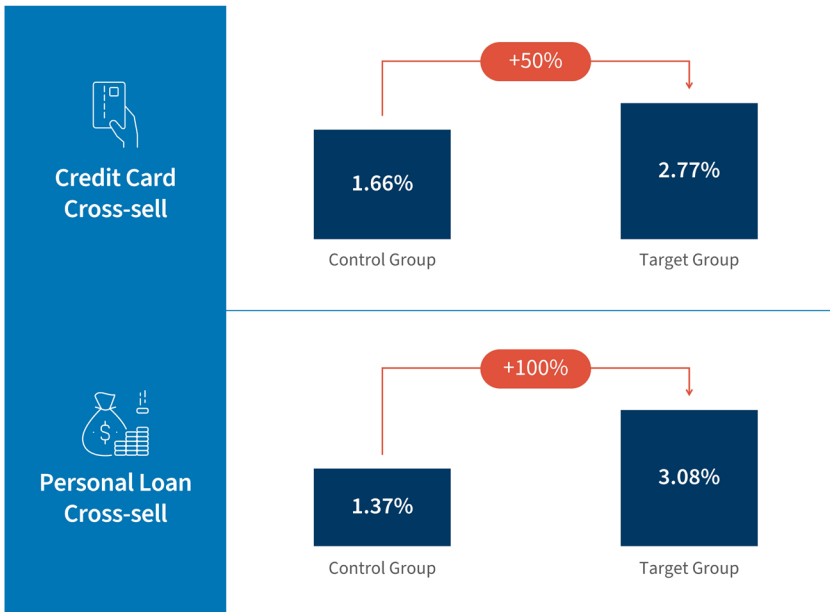 Credit Card
Cross-sell
+50%
1.66%
2.77%
Control Group
Target Group
Personal Loan
Cross-sell
$
+100%
1.37%
3.08%
Control Group
Target Group